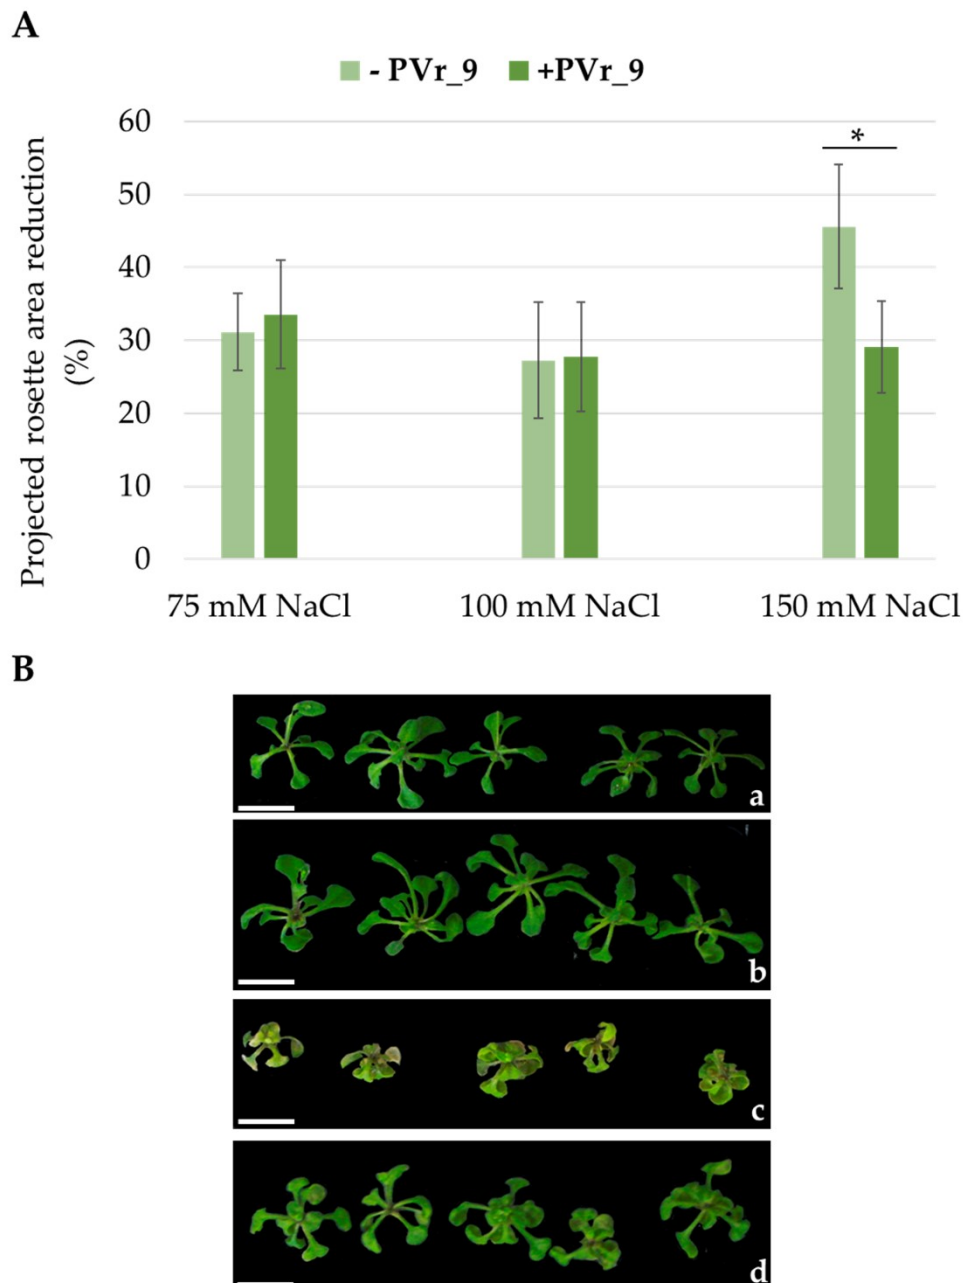 A
- PVr_9 +PVr_9
Projected rosette area reduction
(%)
60
*
50
40
30
20
10
0
75 mM NaCl 100 mM NaCl 150 mM NaCl
B
a
b
c
d